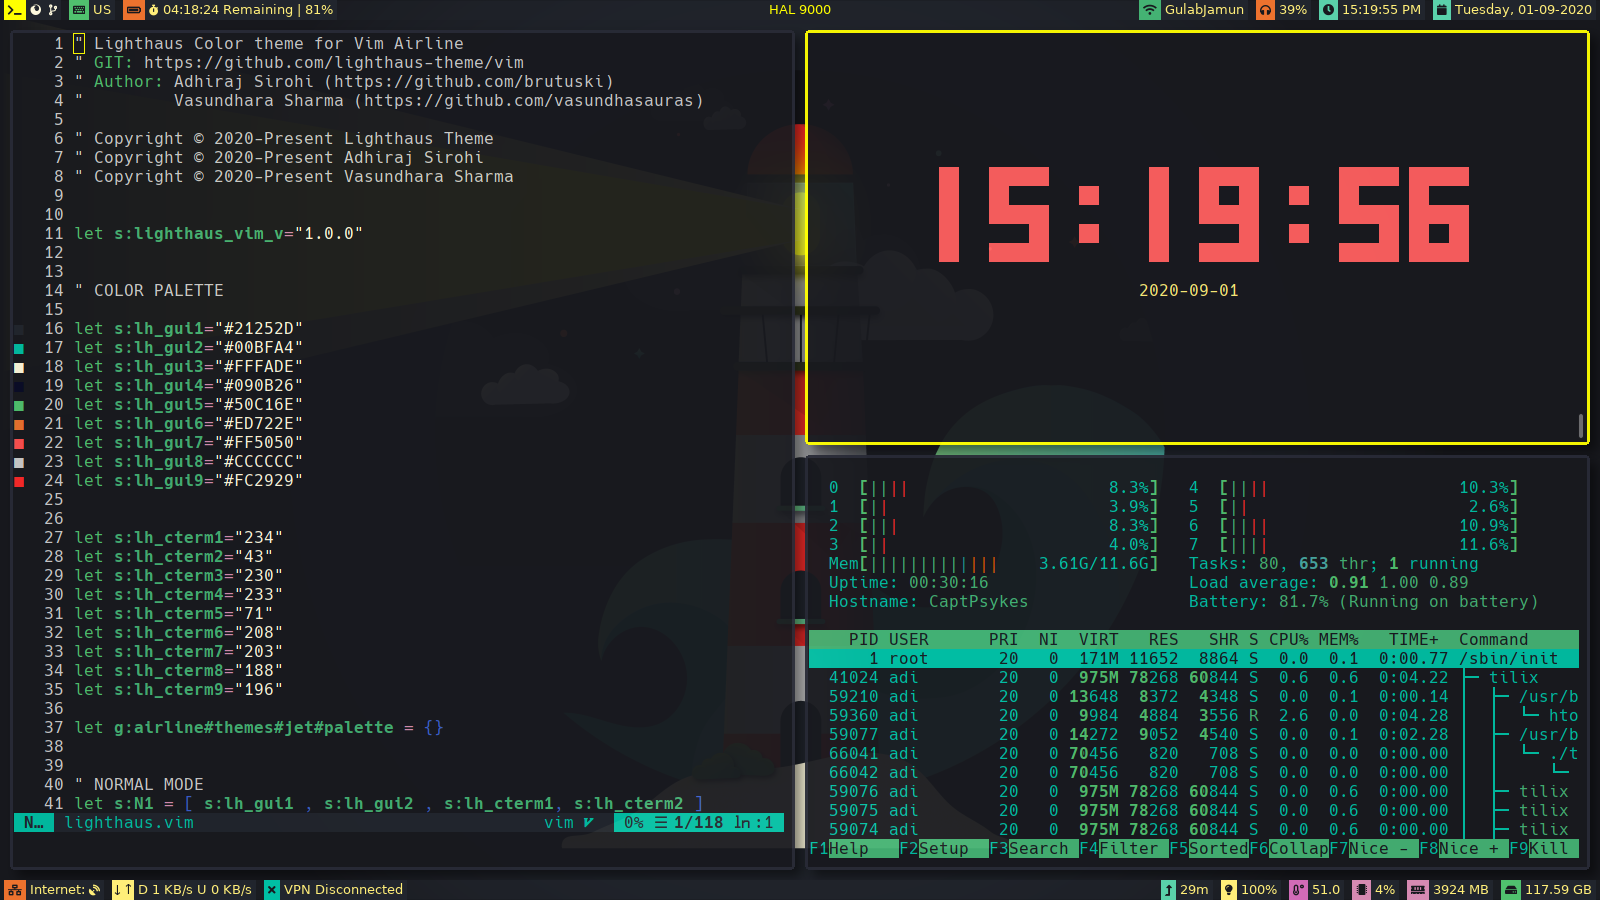 US 04:18:24 Remaining | 81% HAL 9000 GulabJamun 39% 15:19:55 PM Tuesday, 01-09-2020
1 " Lighthaus Color theme for Vim Airline
2 " GIT: https://github.com/lighthaus-theme/vim
3 " Author: Adhiraj Sirohi (https://github.com/brutuski)
4 " Vasundhara Sharma (https://github.com/vasundhasauras)
5
6 " Copyright © 2020-Present Lighthaus Theme
7 " Copyright © 2020-Present Adhiraj Sirohi
8 " Copyright © 2020-Present Vasundhara Sharma
9
10
11 let s:lighthaus_vim_v="1.0.0"
12
13
14 " COLOR PALETTE
15
16 let s:lh_gui1="#21252D"
17 let s:lh_gui2="#00BFA4"
18 let s:lh_gui3="#FFFADE"
19 let s:lh_gui4="#090B26"
20 let s:lh_gui5="#50C16E"
21 let s:lh_gui6="#ED722E"
22 let s:lh_gui7="#FF5050"
23 let s:lh_gui8="#CCCCCC"
24 let s:lh_gui9="#FC2929"
25
26
27 let s:lh_cterm1="234"
28 let s:lh_cterm2="43"
29 let s:lh_cterm3="230"
30 let s:lh_cterm4="233"
31 let s:lh_cterm5="71"
32 let s:lh_cterm6="208"
33 let s:lh_cterm7="203"
34 let s:lh_cterm8="188"
35 let s:lh_cterm9="196"
36
37 let g:airline#themes#jet#palette = {}
38
39
40 " NORMAL MODE
41 let s:N1 = [ s:lh_gui1 , s:lh_gui2 , s:lh_cterm1, s:lh_cterm2 ]
N… lighthaus.vim vim 0% ☰ 1/118 ln :1
15:19:56
2020-09-01
0 [|||| 8.3%] 4 [|||| 10.3%]
1 [|| 3.9%] 5 [|| 2.6%]
2 [||| 8.3%] 6 [|||| 10.9%]
3 [|| 4.0%] 7 [|||| 11.6%]
Mem[||||||||||||| 3.61G/11.6G] Tasks: 80, 653 thr; 1 running
Uptime: 00:30:16 Load average: 0.91 1.00 0.89
Hostname: CaptPsykes Battery: 81.7% (Running on battery)
PID USER PRI NI VIRT RES SHR S CPU% MEM% TIME+ Command
1 root 20 0 171M 11652 8864 S 0.0 0.1 0:00.77 /sbin/init
41024 adi 20 0 975M 78268 60844 S 0.6 0.6 0:04.22 ├─ tilix
59210 adi 20 0 13648 8372 4348 S 0.0 0.1 0:00.14 │ ├─ /usr/b
59360 adi 20 0 9984 4884 3556 R 2.6 0.0 0:04.28 │ │ └─ hto
59077 adi 20 0 14272 9052 4540 S 0.0 0.1 0:02.28 │ ├─ /usr/b
66041 adi 20 0 70456 820 708 S 0.0 0.0 0:00.00 │ │ └─ ./t
66042 adi 20 0 70456 820 708 S 0.0 0.0 0:00.00 │ │ └─
59076 adi 20 0 975M 78268 60844 S 0.0 0.6 0:00.00 │ ├─ tilix
59075 adi 20 0 975M 78268 60844 S 0.0 0.6 0:00.00 │ ├─ tilix
59074 adi 20 0 975M 78268 60844 S 0.0 0.6 0:00.00 │ ├─ tilix
F1Help F2Setup F3Search F4Filter F5Sorted F6Collap F7Nice - F8Nice + F9Kill
Internet: ↓↑ D 1 KB/s U 0 KB/s VPN Disconnected 29m 100% 51.0 4% 3924 MB 117.59 GB